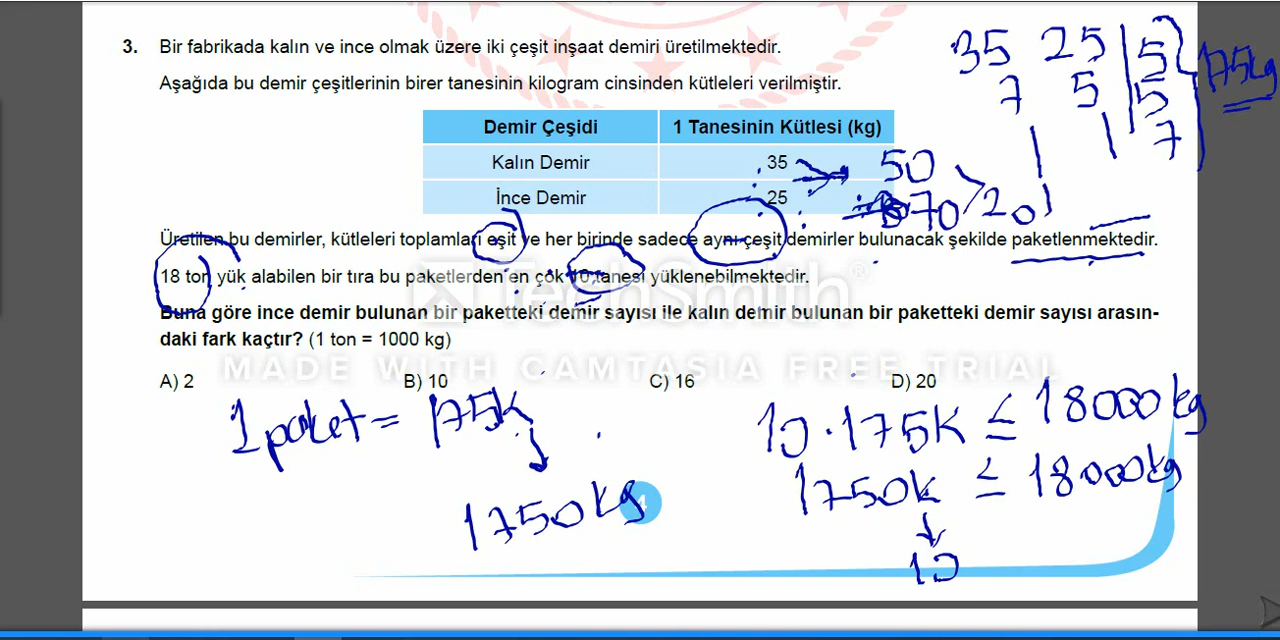 3. Bir fabrikada kalın ve ince olmak üzere iki çeşit inşaat demiri üretilmektedir.
Aşağıda bu demir çeşitlerinin birer tanesinin kilogram cinsinden kütleleri verilmiştir.
35 25 5
7 5 5
1 1 7
175kg
Demir Çeşidi 1 Tanesinin Kütlesi (kg)
Kalın Demir 35
İnce Demir 25
50
70
20
Üretilen bu demirler, kütleleri toplamları eşit ve her birinde sadece aynı çeşit demirler bulunacak şekilde paketlenmektedir.
18 ton yük alabilen bir tıra bu paketlerden en çok 10 tanesi yüklenebilmektedir.
Buna göre ince demir bulunan bir paketteki demir sayısı ile kalın demir bulunan bir paketteki demir sayısı arasın-
daki fark kaçtır? (1 ton = 1000 kg)
TechSmith®
MADE WITH CAMTASIA FREE TRIAL
A) 2 B) 10 C) 16 D) 20
1 paket = 175k
1750kg
10.175k ≤ 18000kg
1750k ≤ 18000kg
10